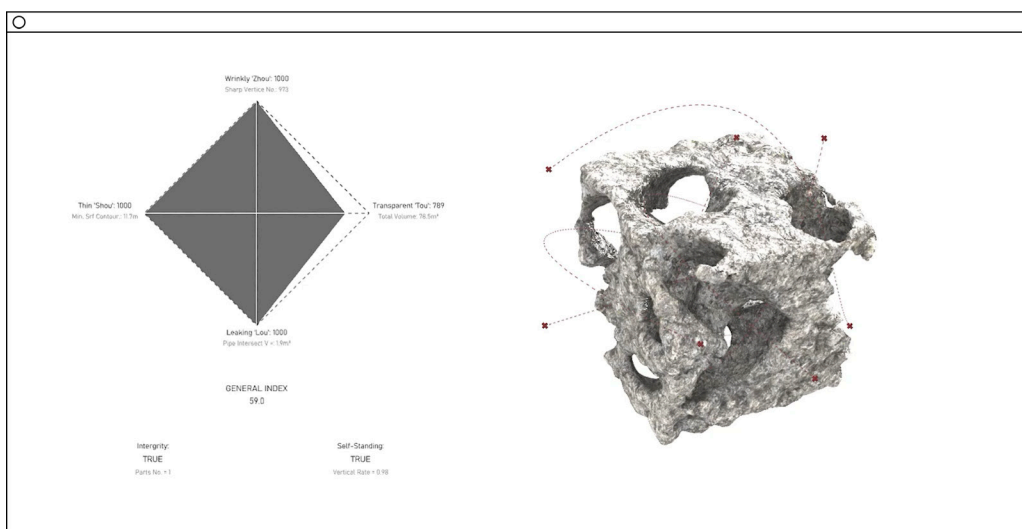 Wrinkly 'Zhou': 1000
Sharp Vertice No.: 973
Thin 'Shou': 1000
Min. Srf Contour: 11.7m
Transparent 'Tou': 789
Total Volume: 78.5m³
Leaking 'Lou': 1000
Pipe Intersect V < 1.9m³
GENERAL INDEX
59.0
Intergrity:
TRUE
Parts No. = 1
Self-Standing:
TRUE
Vertical Rate = 0.98